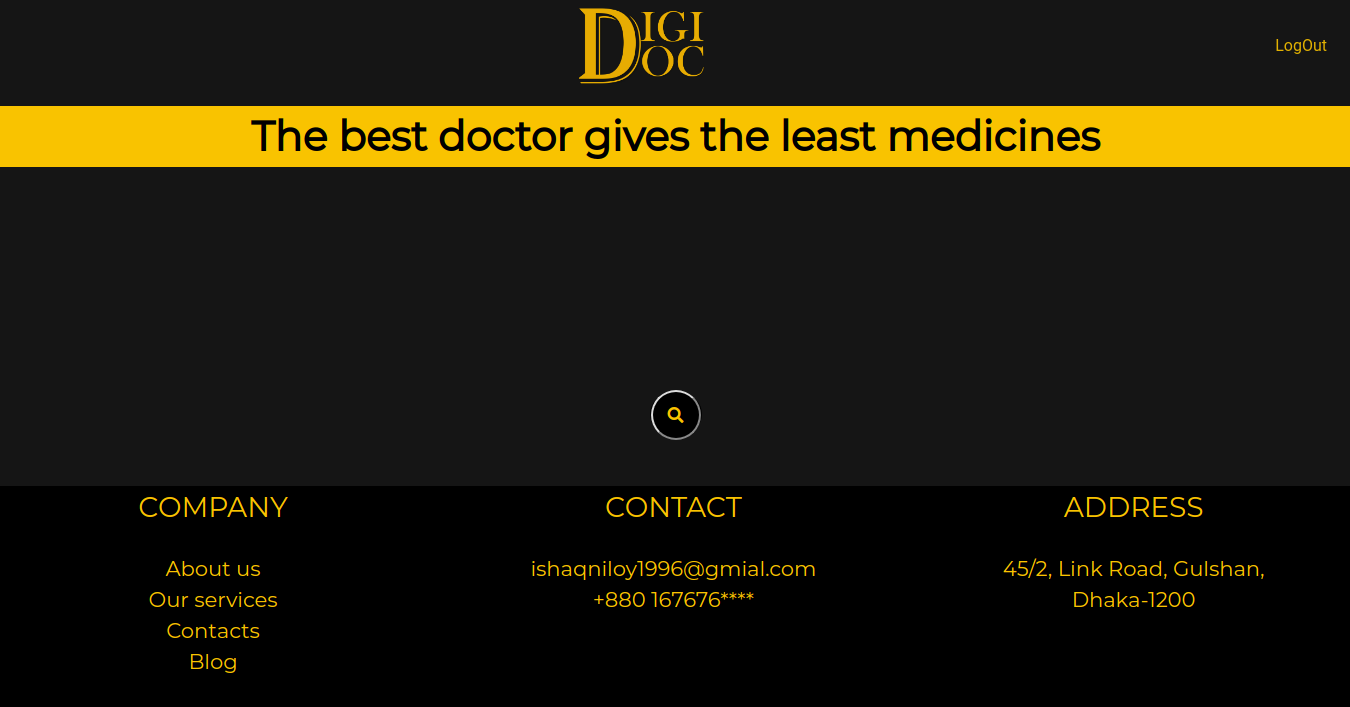 DIGI
DOC
LogOut
The best doctor gives the least medicines
COMPANY
About us
Our services
Contacts
Blog
CONTACT
ishaqniloy1996@gmial.com
+880 167676****
ADDRESS
45/2, Link Road, Gulshan,
Dhaka-1200